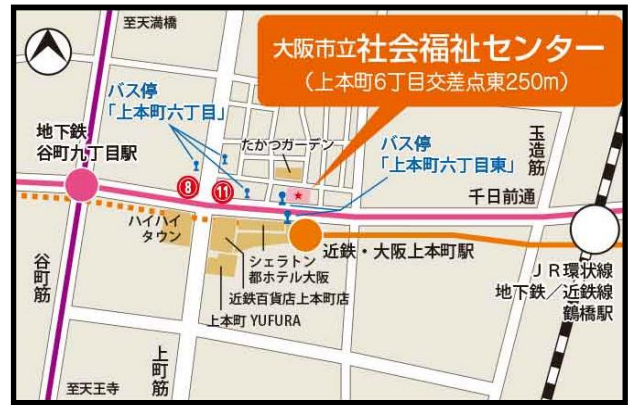 至天満橋
大阪市立社会福祉センター
(上本町6丁目交差点東250m)
バス停
「上本町六丁目」
地下鉄
谷町九丁目駅
たかつガーデン
バス停
「上本町六丁目東」
玉造筋
8
11
千日前通
ハイハイ
タウン
シェラトン
都ホテル大阪
近鉄・大阪上本町駅
近鉄百貨店上本町店
上本町 YUFURA
JR環状線
地下鉄/近鉄線
鶴橋駅
谷町筋
上町筋
至天王寺